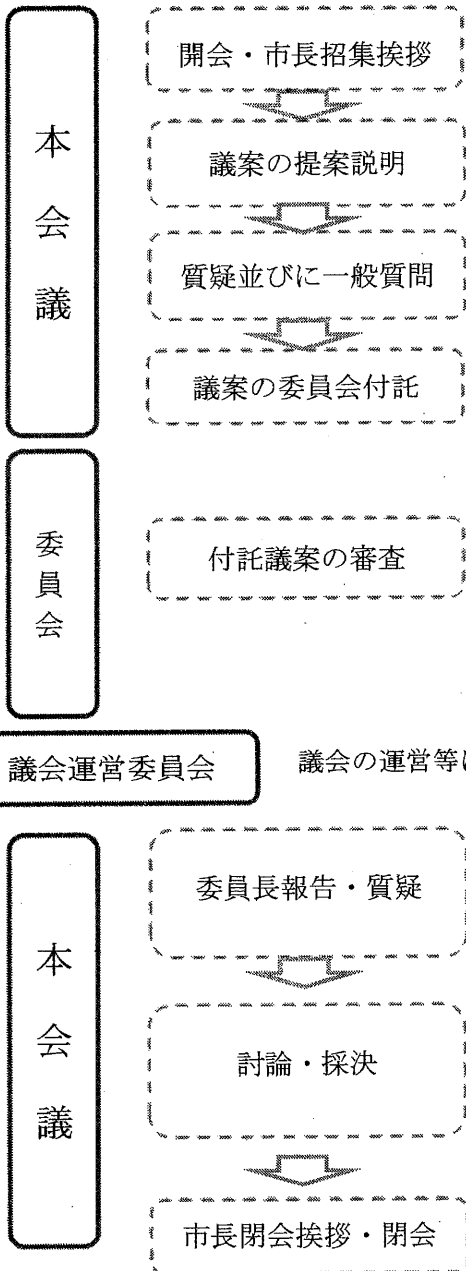 本会議
開会・市長招集挨拶
議案の提案説明
質疑並びに一般質問
議案の委員会付託
委員会
付託議案の審査
議会運営委員会
議会の運営等に
本会議
委員長報告・質疑
討論・採決
市長閉会挨拶・閉会